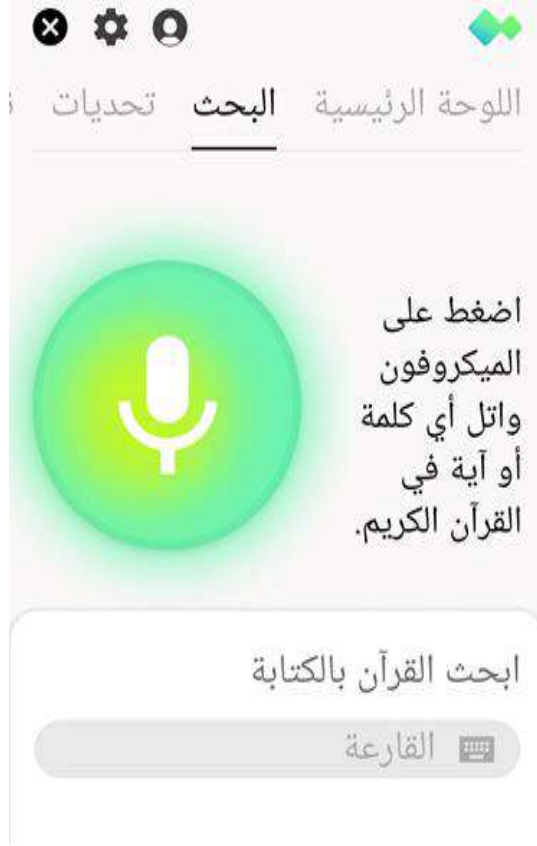 اللوحة الرئيسية البحث تحديات
اضغط على
الميكروفون
واتل أي كلمة
أو آية في
القرآن الكريم.
ابحث القرآن بالكتابة
القارعة